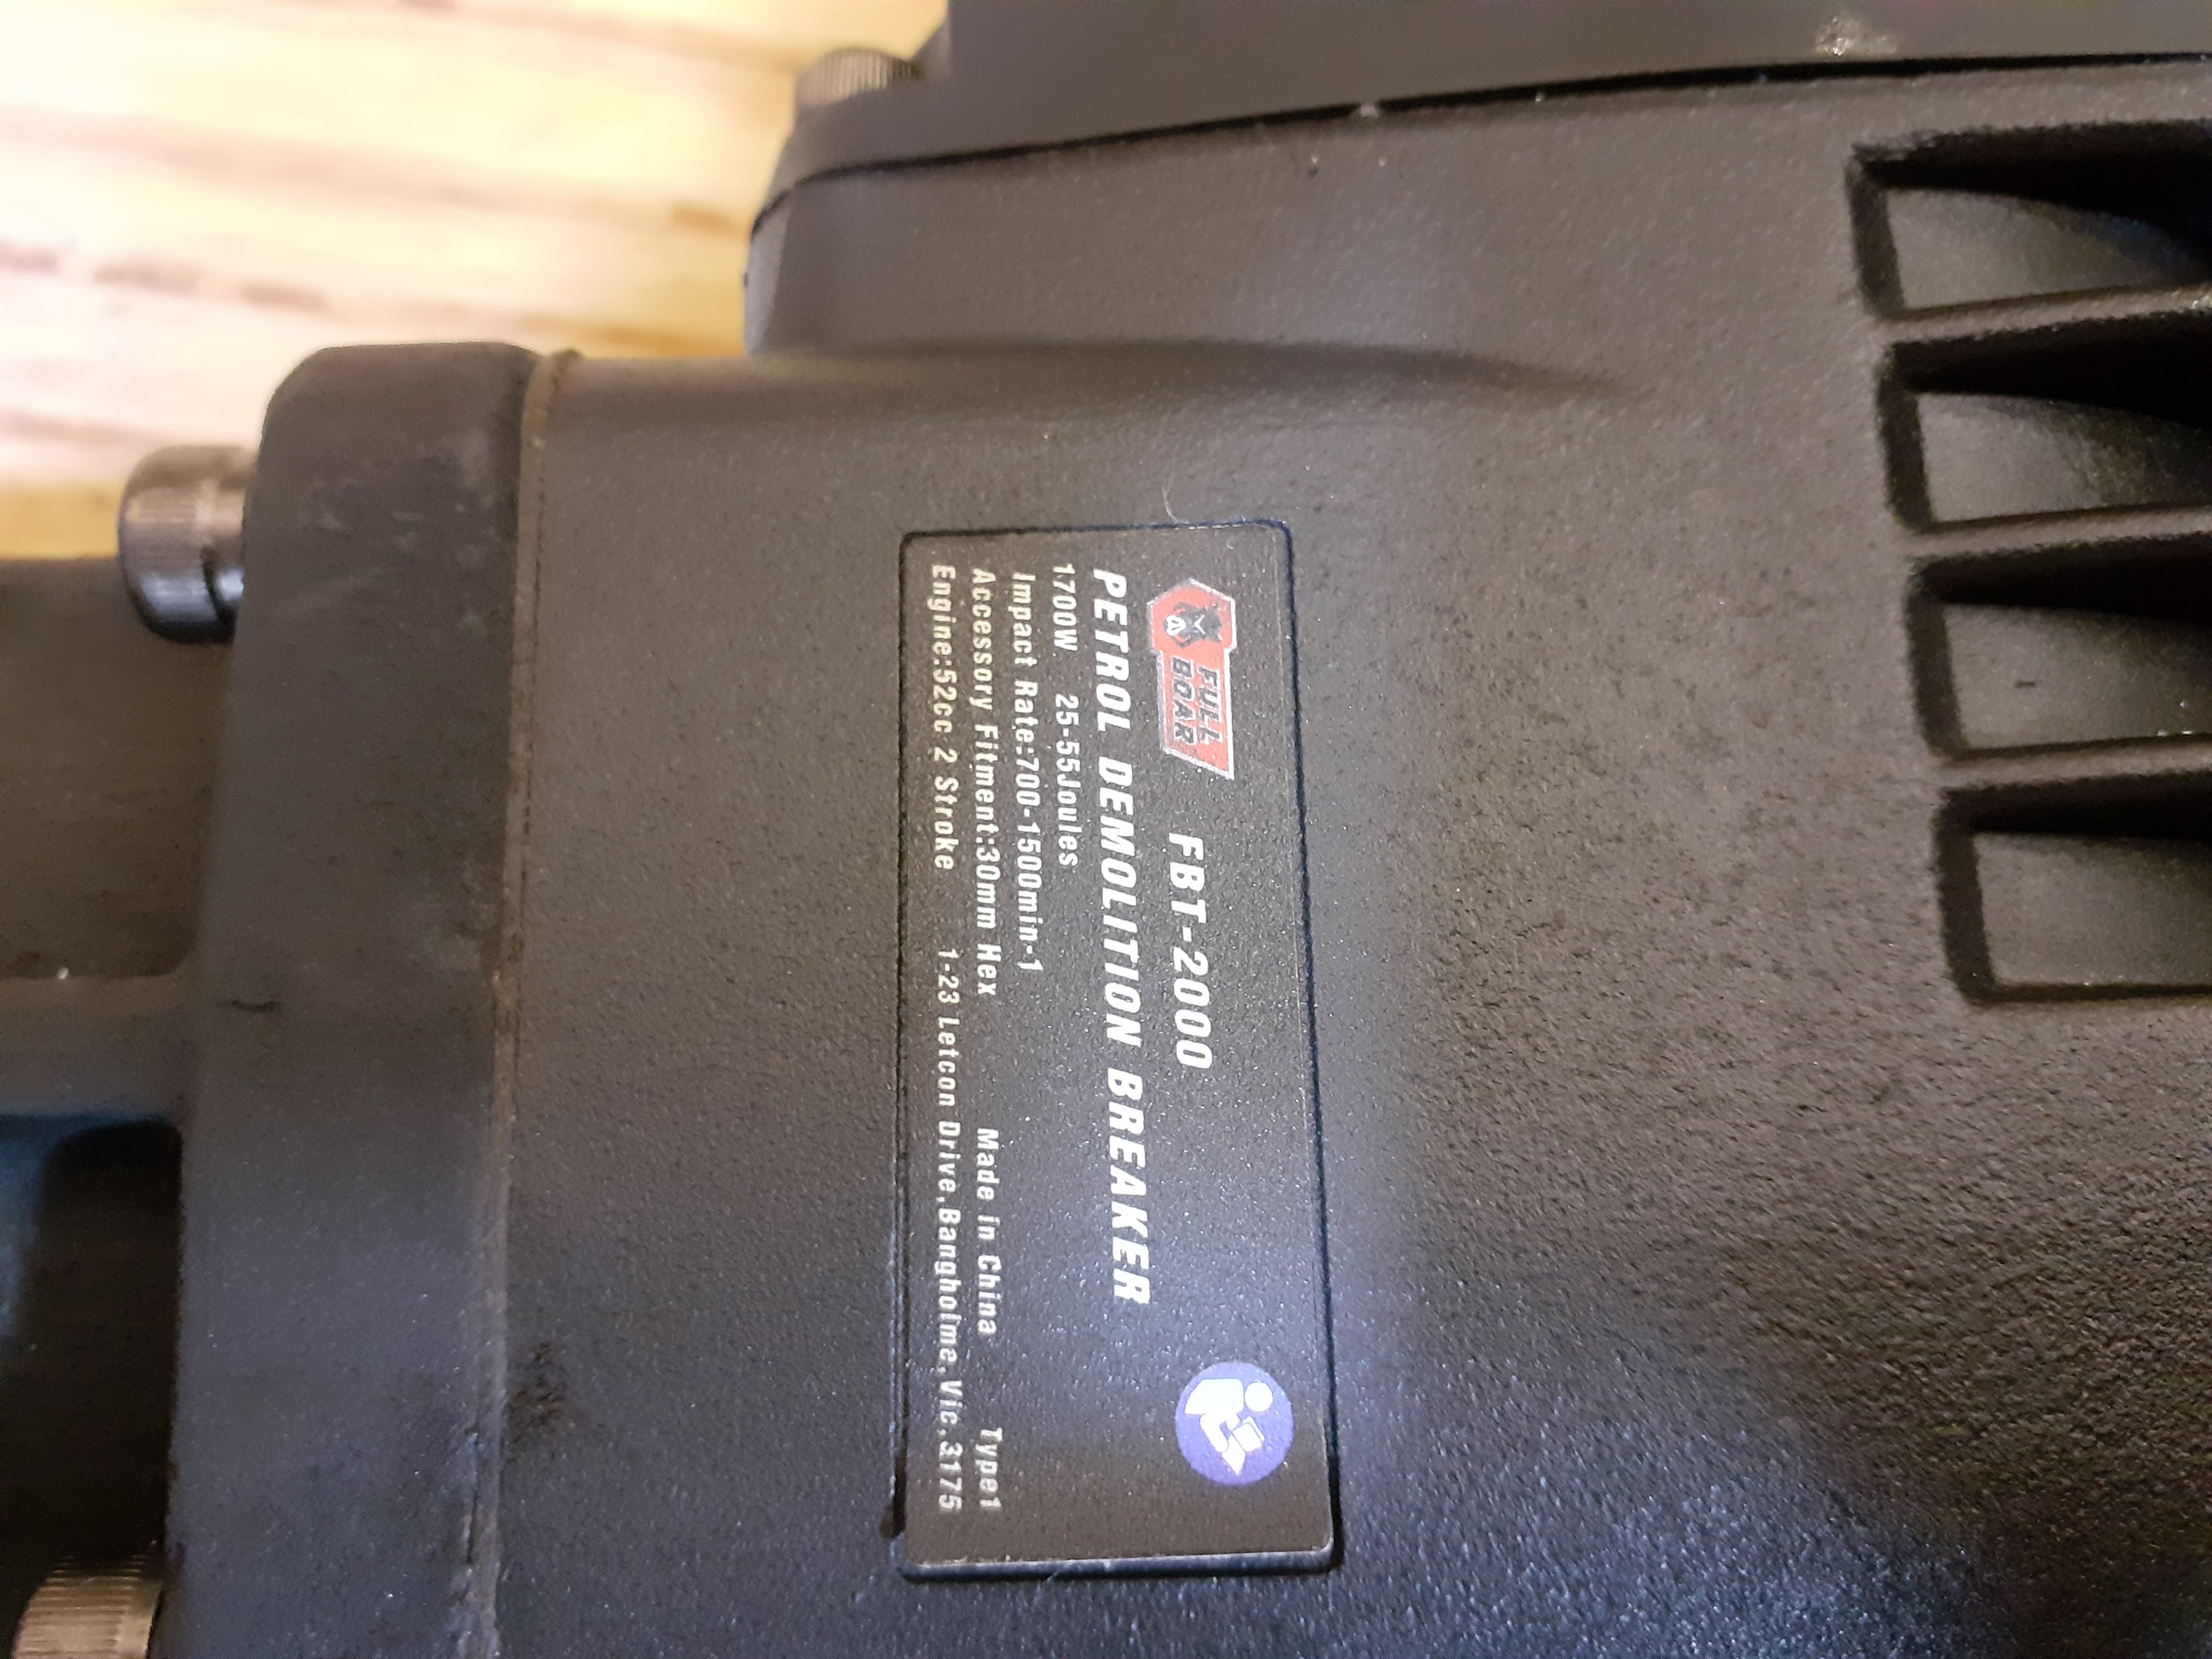 FULL
BOAR
FBT-2000
PETROL DEMOLITION BREAKER
1700W 25-55Joules
Impact Rate:700-1500min-1
Accessory Fitment:30mm Hex Made in China Type1
Engine:52cc 2 Stroke 1-23 Letcon Drive,Bangholme,Vic,3175